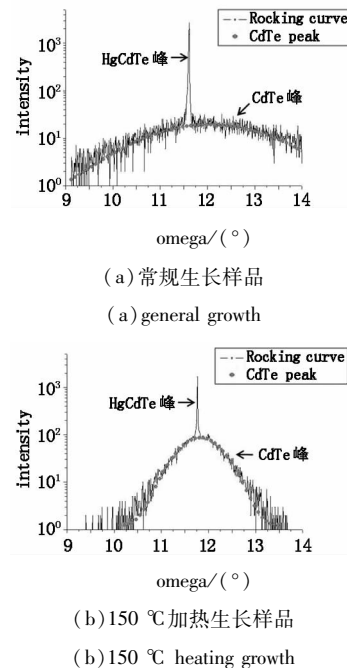 Rocking curve
CdTe peak
HgCdTe 峰
CdTe 峰
intensity
10³
10²
10¹
10⁰
9 10 11 12 13 14
omega/(°)
(a)常规生长样品
(a) general growth
Rocking curve
CdTe peak
HgCdTe 峰
CdTe 峰
intensity
10³
10²
10¹
10⁰
9 10 11 12 13 14
omega/(°)
(b)150 ℃加热生长样品
(b)150 ℃ heating growth